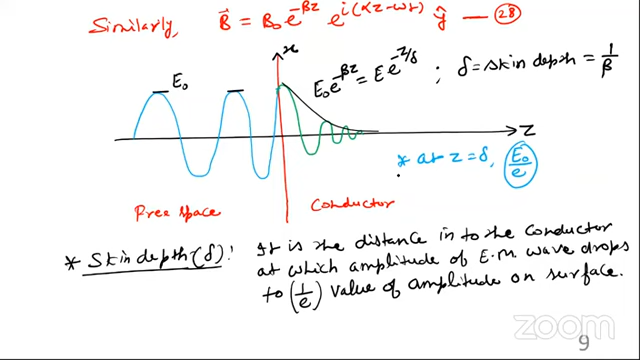 Similarly, B⃗ = B₀ e^{-βz} e^{i(αz-ωt)} ŷ — (28)
x
E₀
E₀e^{-βz} = E e^{-z/δ} ; δ = skin depth = 1/β
z
* at z = δ, E₀/e
Free space
Conductor
* Skin depth (δ) : It is the distance in to the conductor
at which amplitude of E.M. wave drops
to (1/e) value of amplitude on surface.
zoom
9